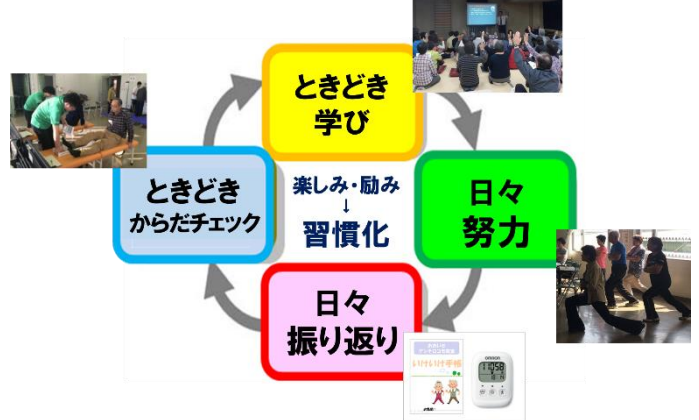 ときどき
学び
日々
努力
日々
振り返り
ときどき
からだチェック
楽しみ・励み
↓
習慣化
いけいけ手帳
OMRON
11058